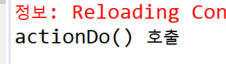 정보: Reloading Con
actionDo() 호출